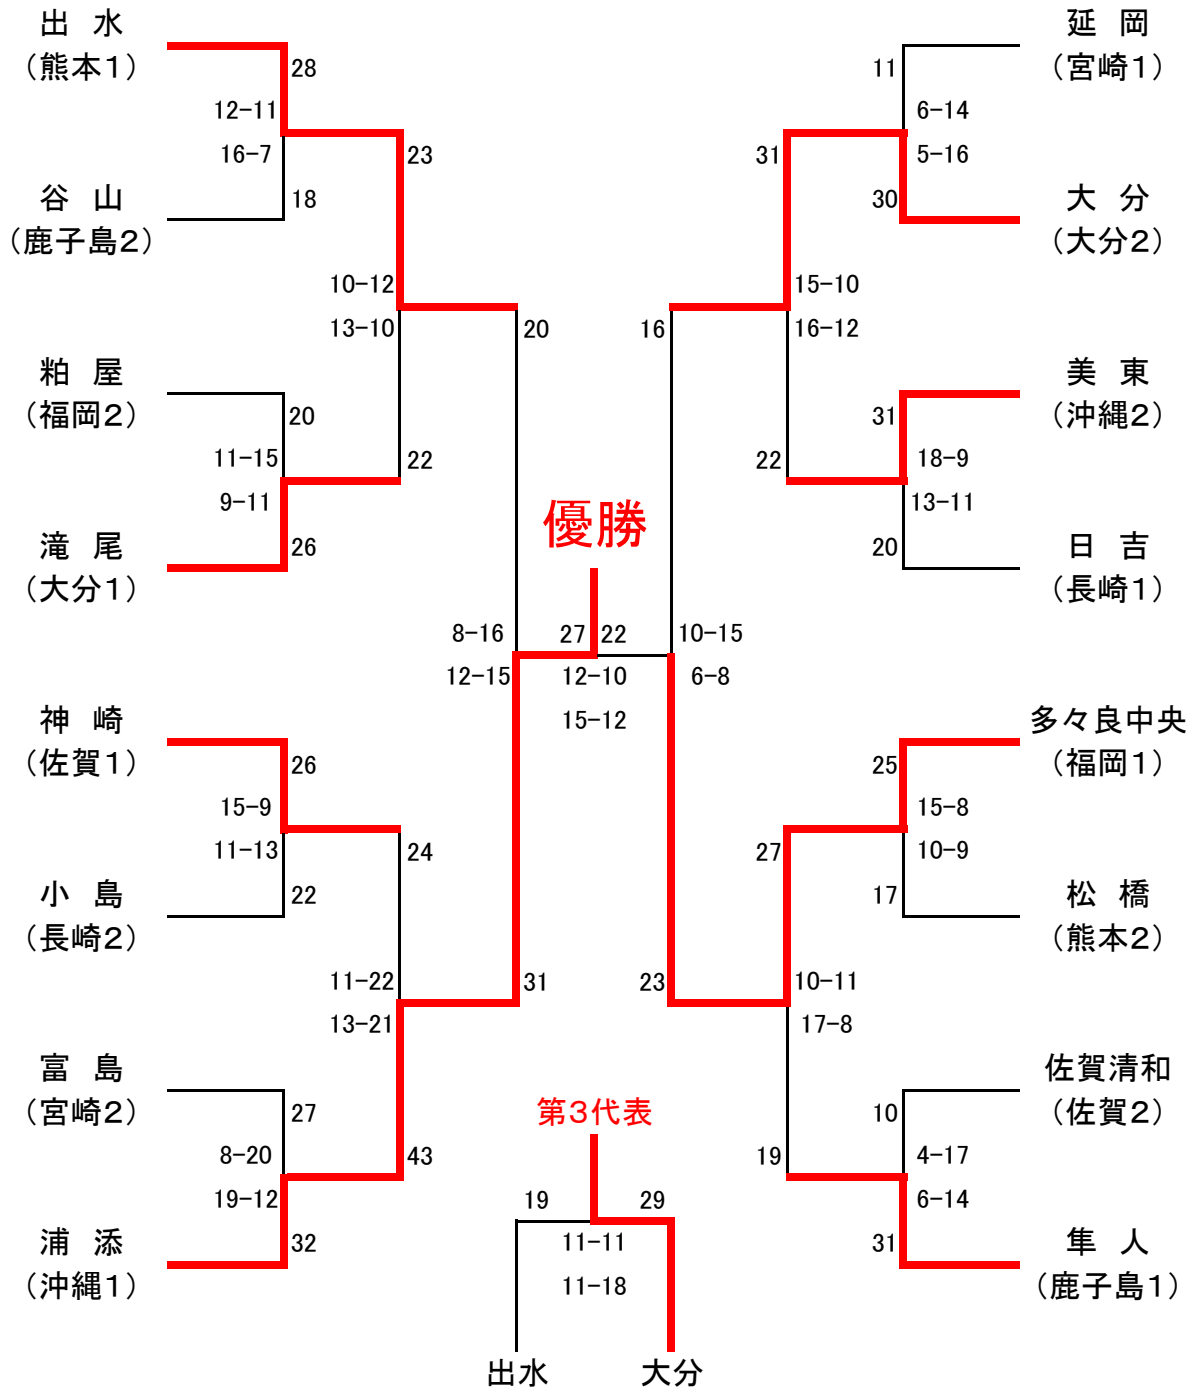 出 水
(熊本1)
28
12-11
16-7
18
谷 山
(鹿子島2)
23
10-12
13-10
22
粕 屋
(福岡2)
20
11-15
9-11
26
滝 尾
(大分1)
20
8-16
12-15
31
神 崎
(佐賀1)
26
15-9
11-13
22
小 島
(長崎2)
24
11-22
13-21
43
富 島
(宮崎2)
27
8-20
19-12
32
浦 添
(沖縄1)
優勝
27 22
12-10
15-12
第3代表
19 29
11-11
11-18
出水 大分
延 岡
(宮崎1)
11
6-14
5-16
30
大 分
(大分2)
31
15-10
16-12
22
美 東
(沖縄2)
31
18-9
13-11
20
日 吉
(長崎1)
16
10-15
6-8
23
多々良中央
(福岡1)
25
15-8
10-9
17
松 橋
(熊本2)
27
10-11
17-8
19
佐賀清和
(佐賀2)
10
4-17
6-14
31
隼 人
(鹿子島1)